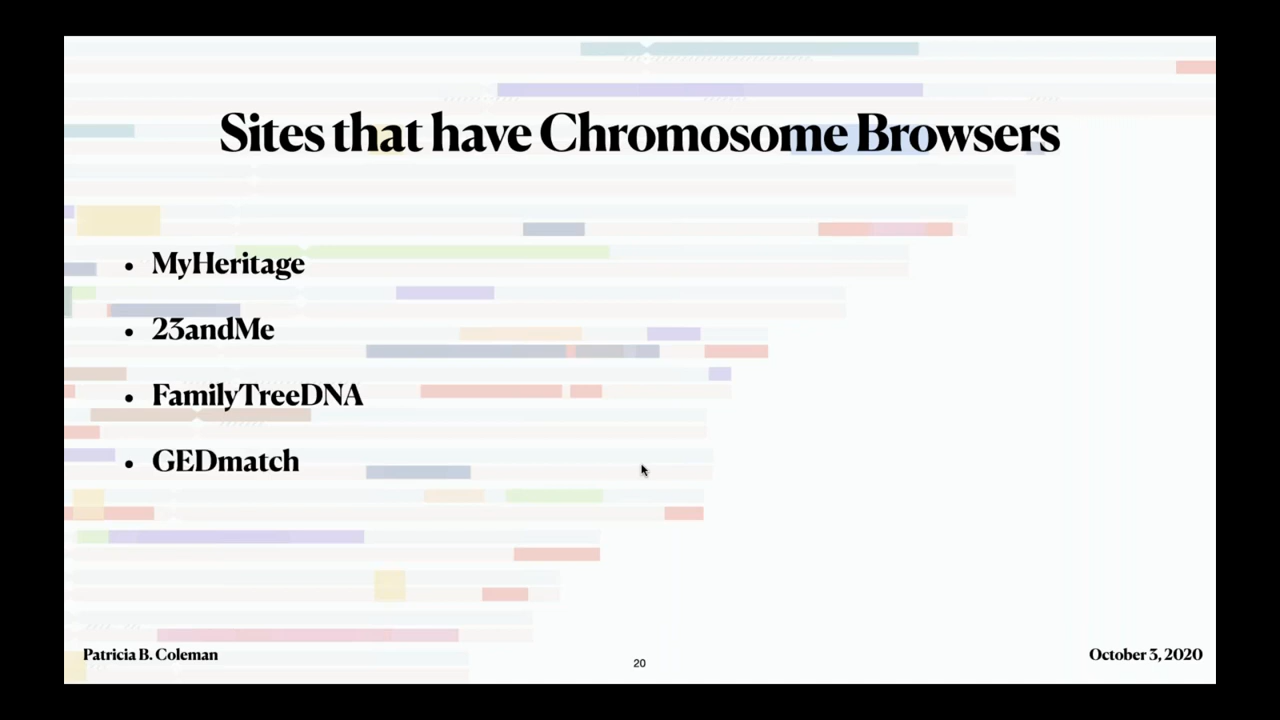 Sites that have Chromosome Browsers
• MyHeritage
• 23andMe
• FamilyTreeDNA
• GEDmatch
Patricia B. Coleman
20
October 3, 2020